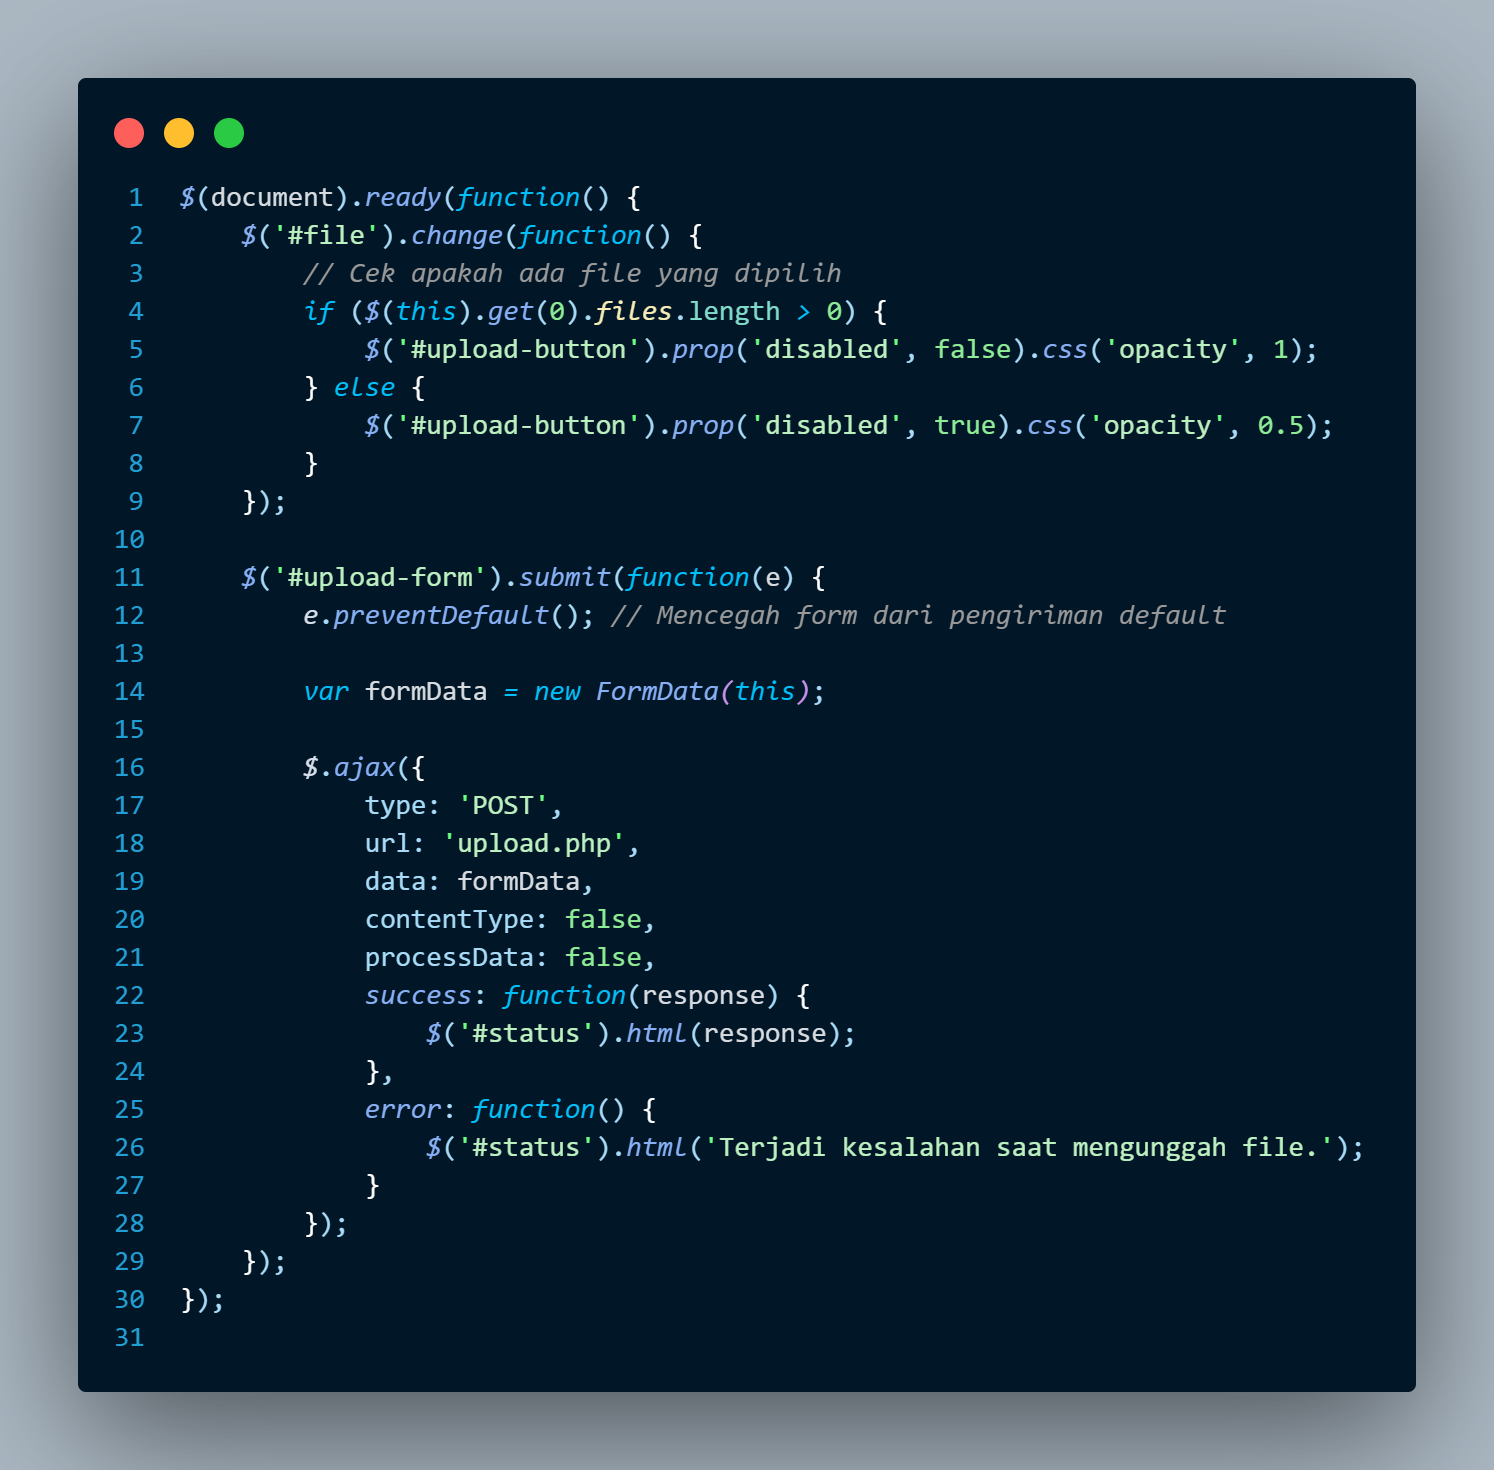 1 $(document).ready(function() {
2     $('#file').change(function() {
3         // Cek apakah ada file yang dipilih
4         if ($(this).get(0).files.length > 0) {
5             $('#upload-button').prop('disabled', false).css('opacity', 1);
6         } else {
7             $('#upload-button').prop('disabled', true).css('opacity', 0.5);
8         }
9     });
10
11     $('#upload-form').submit(function(e) {
12         e.preventDefault(); // Mencegah form dari pengiriman default
13
14         var formData = new FormData(this);
15
16         $.ajax({
17             type: 'POST',
18             url: 'upload.php',
19             data: formData,
20             contentType: false,
21             processData: false,
22             success: function(response) {
23                 $('#status').html(response);
24             },
25             error: function() {
26                 $('#status').html('Terjadi kesalahan saat mengunggah file.');
27             }
28         });
29     });
30 });
31